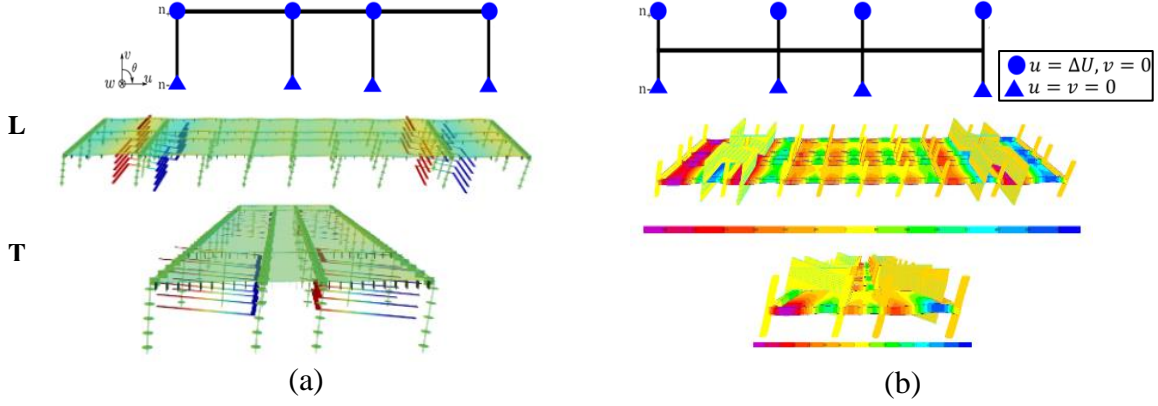 n
n-
v
θ
w u
n
n-
u = ΔU, v = 0
u = v = 0
L
T
(a)
(b)